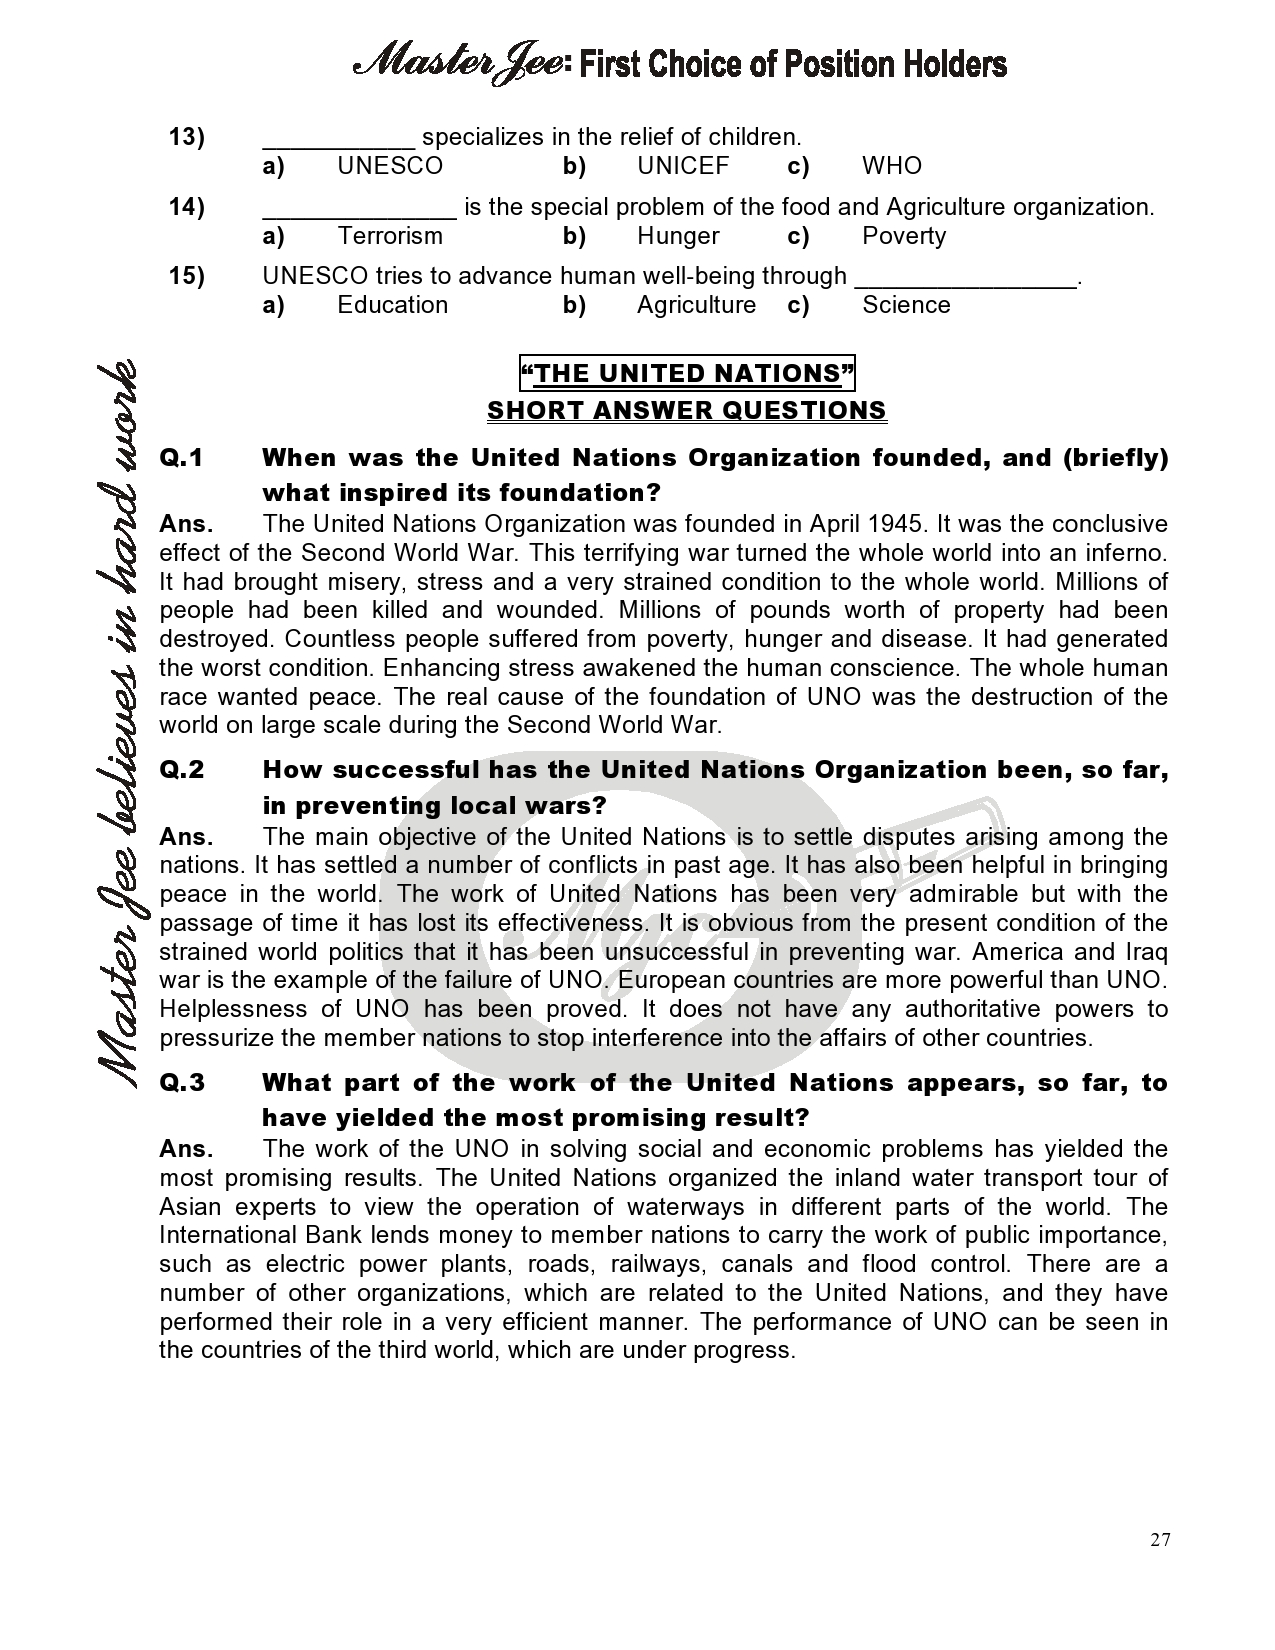 Master Jee: First Choice of Position Holders
13) ___________ specializes in the relief of children.
a) UNESCO b) UNICEF c) WHO
14) ______________ is the special problem of the food and Agriculture organization.
a) Terrorism b) Hunger c) Poverty
15) UNESCO tries to advance human well-being through ________________.
a) Education b) Agriculture c) Science
Master Jee believes in hard work
“THE UNITED NATIONS”
SHORT ANSWER QUESTIONS
Q.1 When was the United Nations Organization founded, and (briefly)
what inspired its foundation?
Ans. The United Nations Organization was founded in April 1945. It was the conclusive
effect of the Second World War. This terrifying war turned the whole world into an inferno.
It had brought misery, stress and a very strained condition to the whole world. Millions of
people had been killed and wounded. Millions of pounds worth of property had been
destroyed. Countless people suffered from poverty, hunger and disease. It had generated
the worst condition. Enhancing stress awakened the human conscience. The whole human
race wanted peace. The real cause of the foundation of UNO was the destruction of the
world on large scale during the Second World War.
Q.2 How successful has the United Nations Organization been, so far,
in preventing local wars?
Ans. The main objective of the United Nations is to settle disputes arising among the
nations. It has settled a number of conflicts in past age. It has also been helpful in bringing
peace in the world. The work of United Nations has been very admirable but with the
passage of time it has lost its effectiveness. It is obvious from the present condition of the
strained world politics that it has been unsuccessful in preventing war. America and Iraq
war is the example of the failure of UNO. European countries are more powerful than UNO.
Helplessness of UNO has been proved. It does not have any authoritative powers to
pressurize the member nations to stop interference into the affairs of other countries.
Q.3 What part of the work of the United Nations appears, so far, to
have yielded the most promising result?
Ans. The work of the UNO in solving social and economic problems has yielded the
most promising results. The United Nations organized the inland water transport tour of
Asian experts to view the operation of waterways in different parts of the world. The
International Bank lends money to member nations to carry the work of public importance,
such as electric power plants, roads, railways, canals and flood control. There are a
number of other organizations, which are related to the United Nations, and they have
performed their role in a very efficient manner. The performance of UNO can be seen in
the countries of the third world, which are under progress.
27